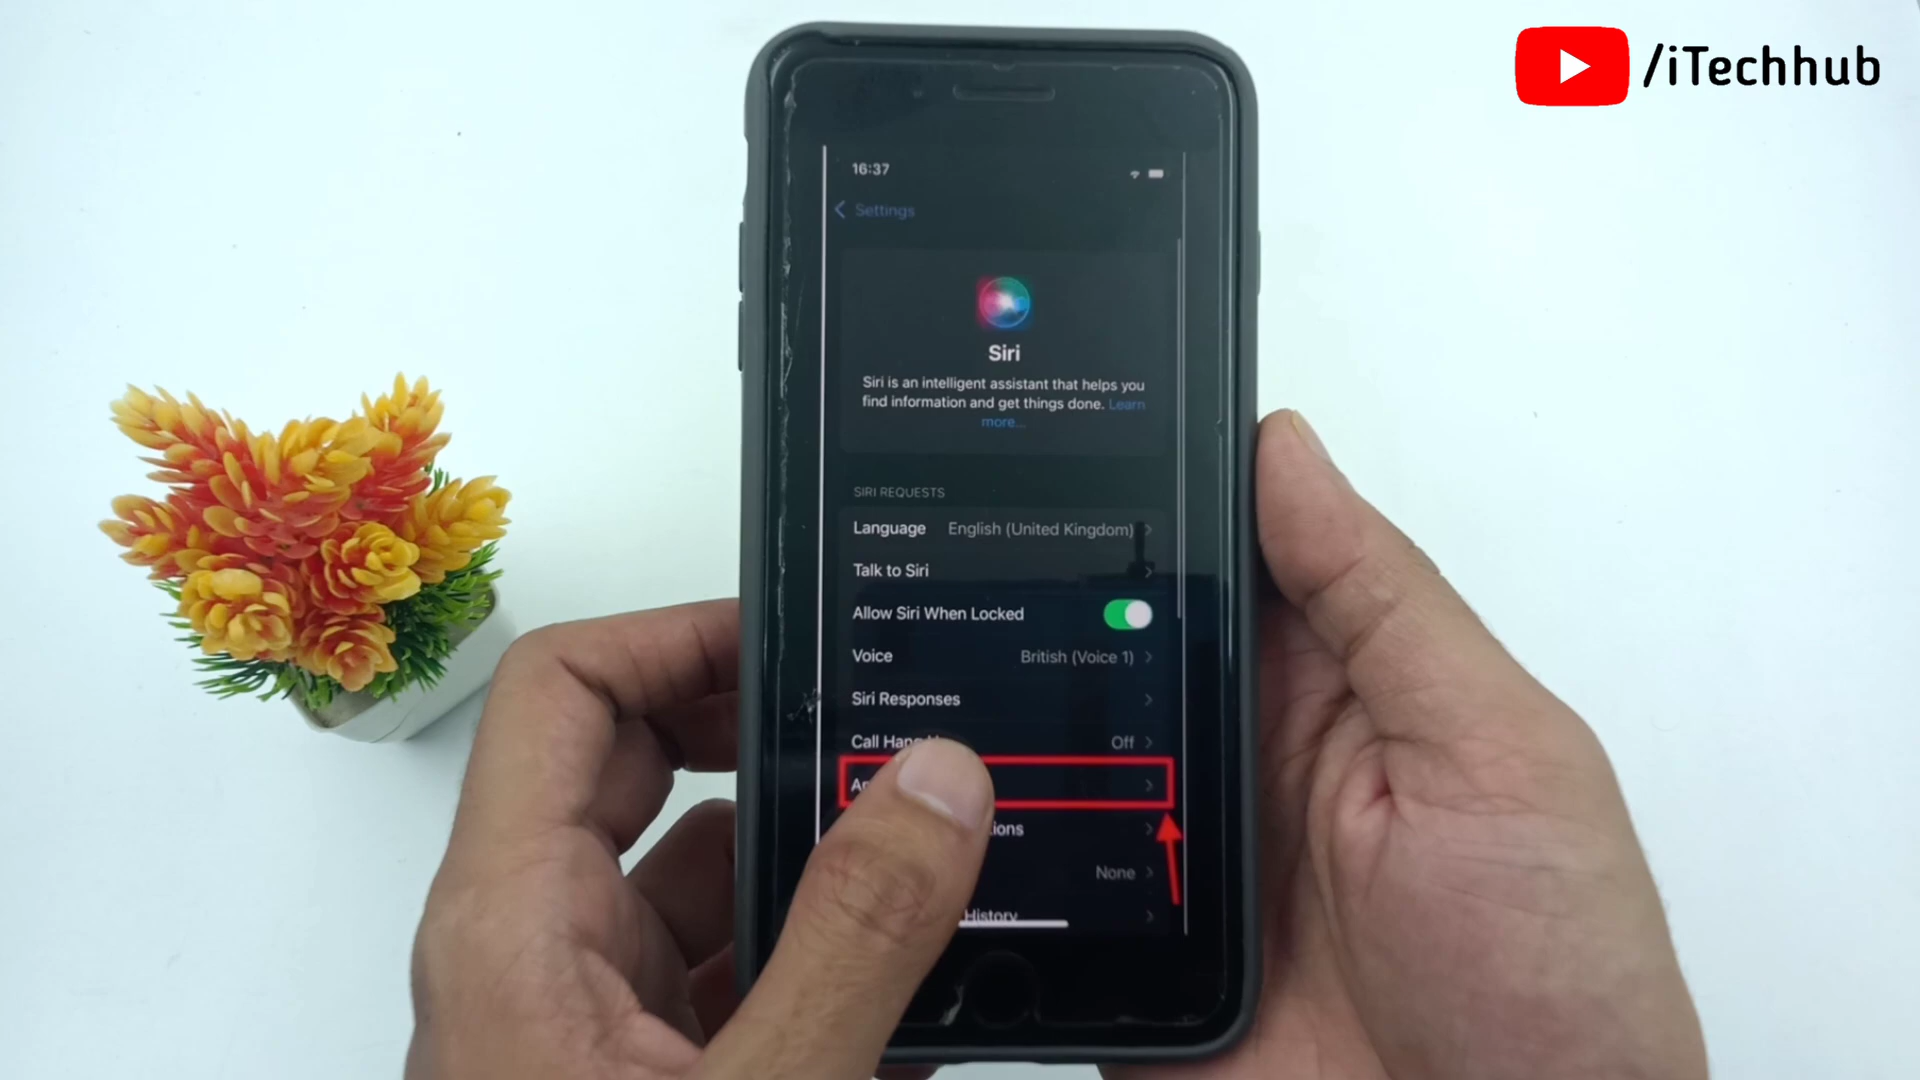 /iTechhub
16:37
Settings
Siri
Siri is an intelligent assistant that helps you
find information and get things done. Learn
more...
SIRI REQUESTS
Language English (United Kingdom)
Talk to Siri
Allow Siri When Locked
Voice British (Voice 1)
Siri Responses
Call Off
None
History